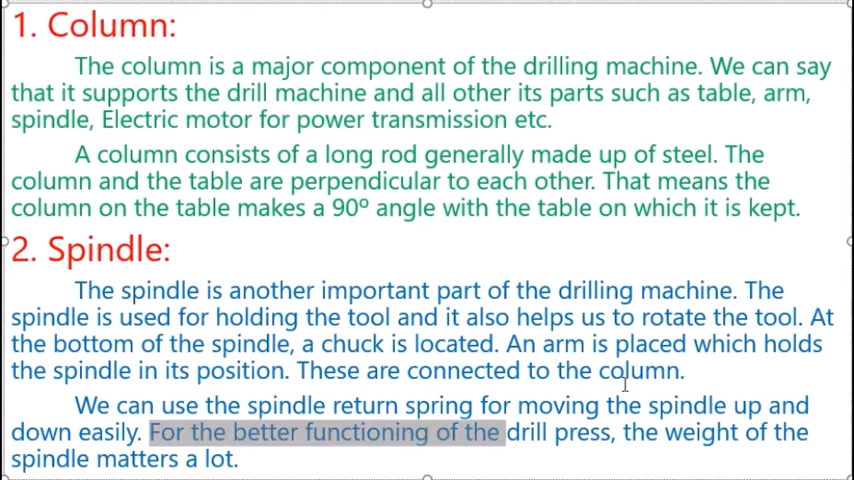 1. Column:
The column is a major component of the drilling machine. We can say
that it supports the drill machine and all other its parts such as table, arm,
spindle, Electric motor for power transmission etc.
A column consists of a long rod generally made up of steel. The
column and the table are perpendicular to each other. That means the
column on the table makes a 90º angle with the table on which it is kept.
2. Spindle:
The spindle is another important part of the drilling machine. The
spindle is used for holding the tool and it also helps us to rotate the tool. At
the bottom of the spindle, a chuck is located. An arm is placed which holds
the spindle in its position. These are connected to the column.
We can use the spindle return spring for moving the spindle up and
down easily. For the better functioning of the drill press, the weight of the
spindle matters a lot.